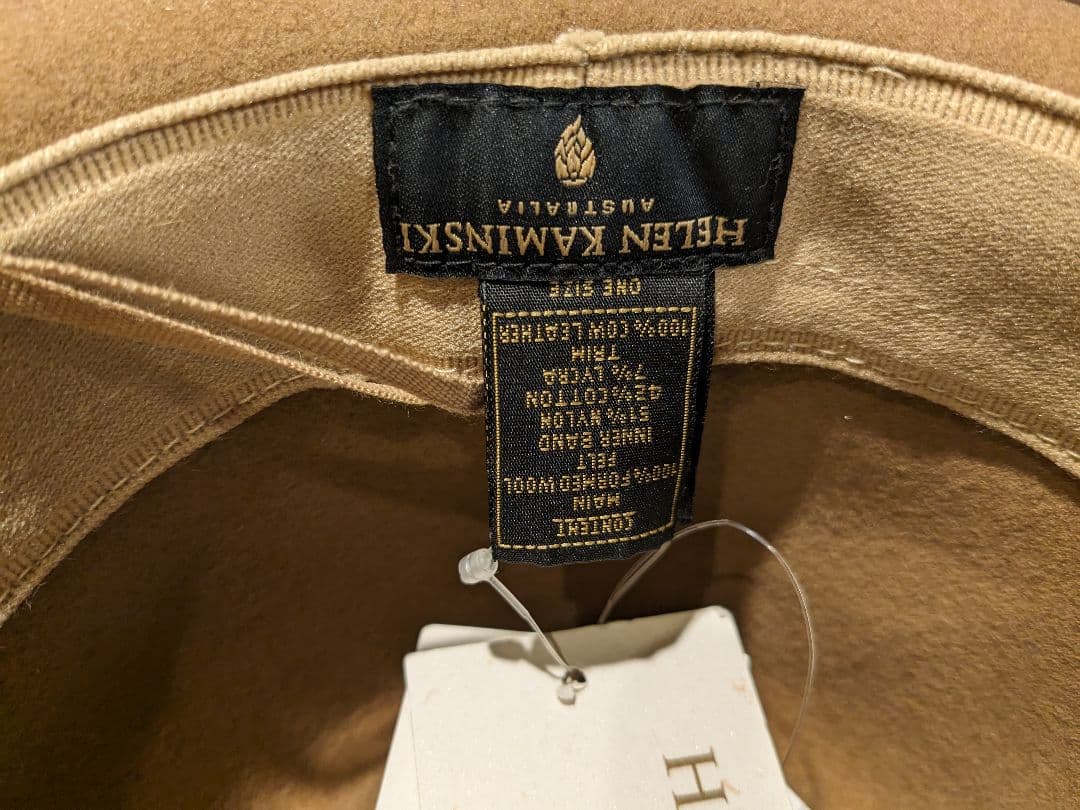 CONTENT
MAIN
100% FORMED WOOL
FELT
INNER BAND
51% NYLON
42% COTTON
7% LYCRA
TRIM
100% COW LEATHER
ONE SIZE
HELEN KAMINSKI
AUSTRALIA
H